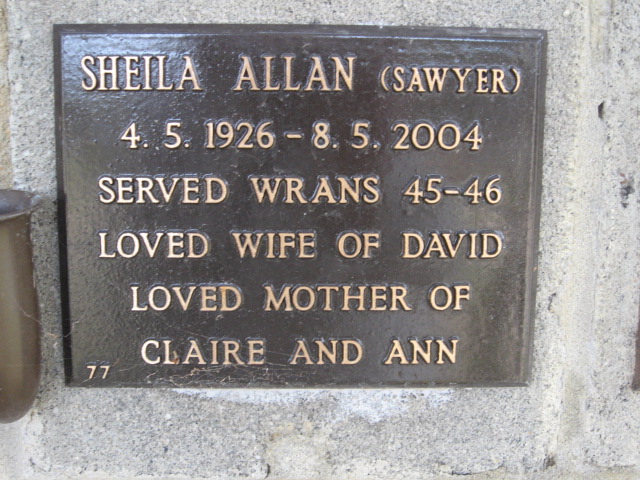 SHEILA ALLAN (SAWYER)
4. 5. 1926 - 8. 5. 2004
SERVED WRANS 45-46
LOVED WIFE OF DAVID
LOVED MOTHER OF
CLAIRE AND ANN
77